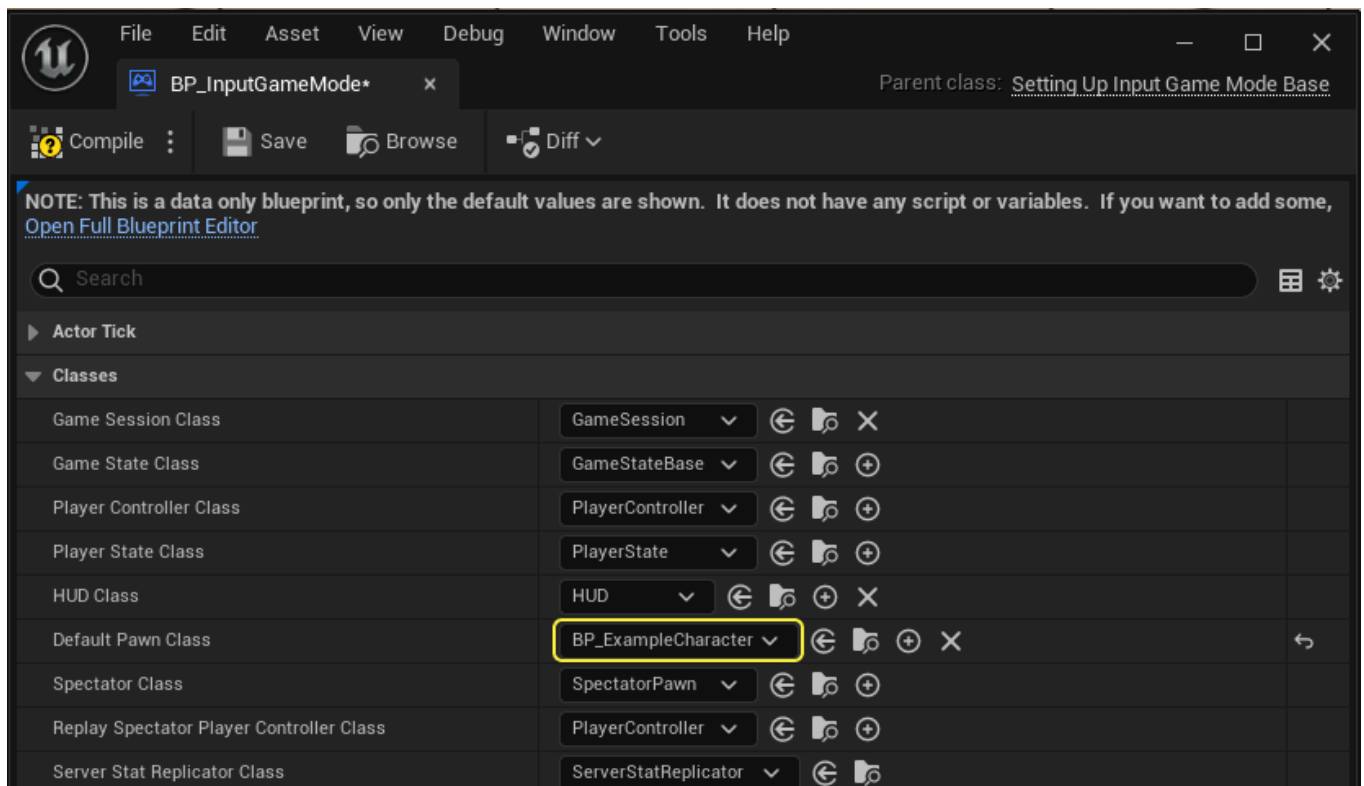 File Edit Asset View Debug Window Tools Help
BP_InputGameMode*
Parent class: Setting Up Input Game Mode Base
Compile Save Browse Diff
NOTE: This is a data only blueprint, so only the default values are shown.  It does not have any script or variables.  If you want to add some,
Open Full Blueprint Editor
Search
Actor Tick
Classes
Game Session Class GameSession
Game State Class GameStateBase
Player Controller Class PlayerController
Player State Class PlayerState
HUD Class HUD
Default Pawn Class BP_ExampleCharacter
Spectator Class SpectatorPawn
Replay Spectator Player Controller Class PlayerController
Server Stat Replicator Class ServerStatReplicator